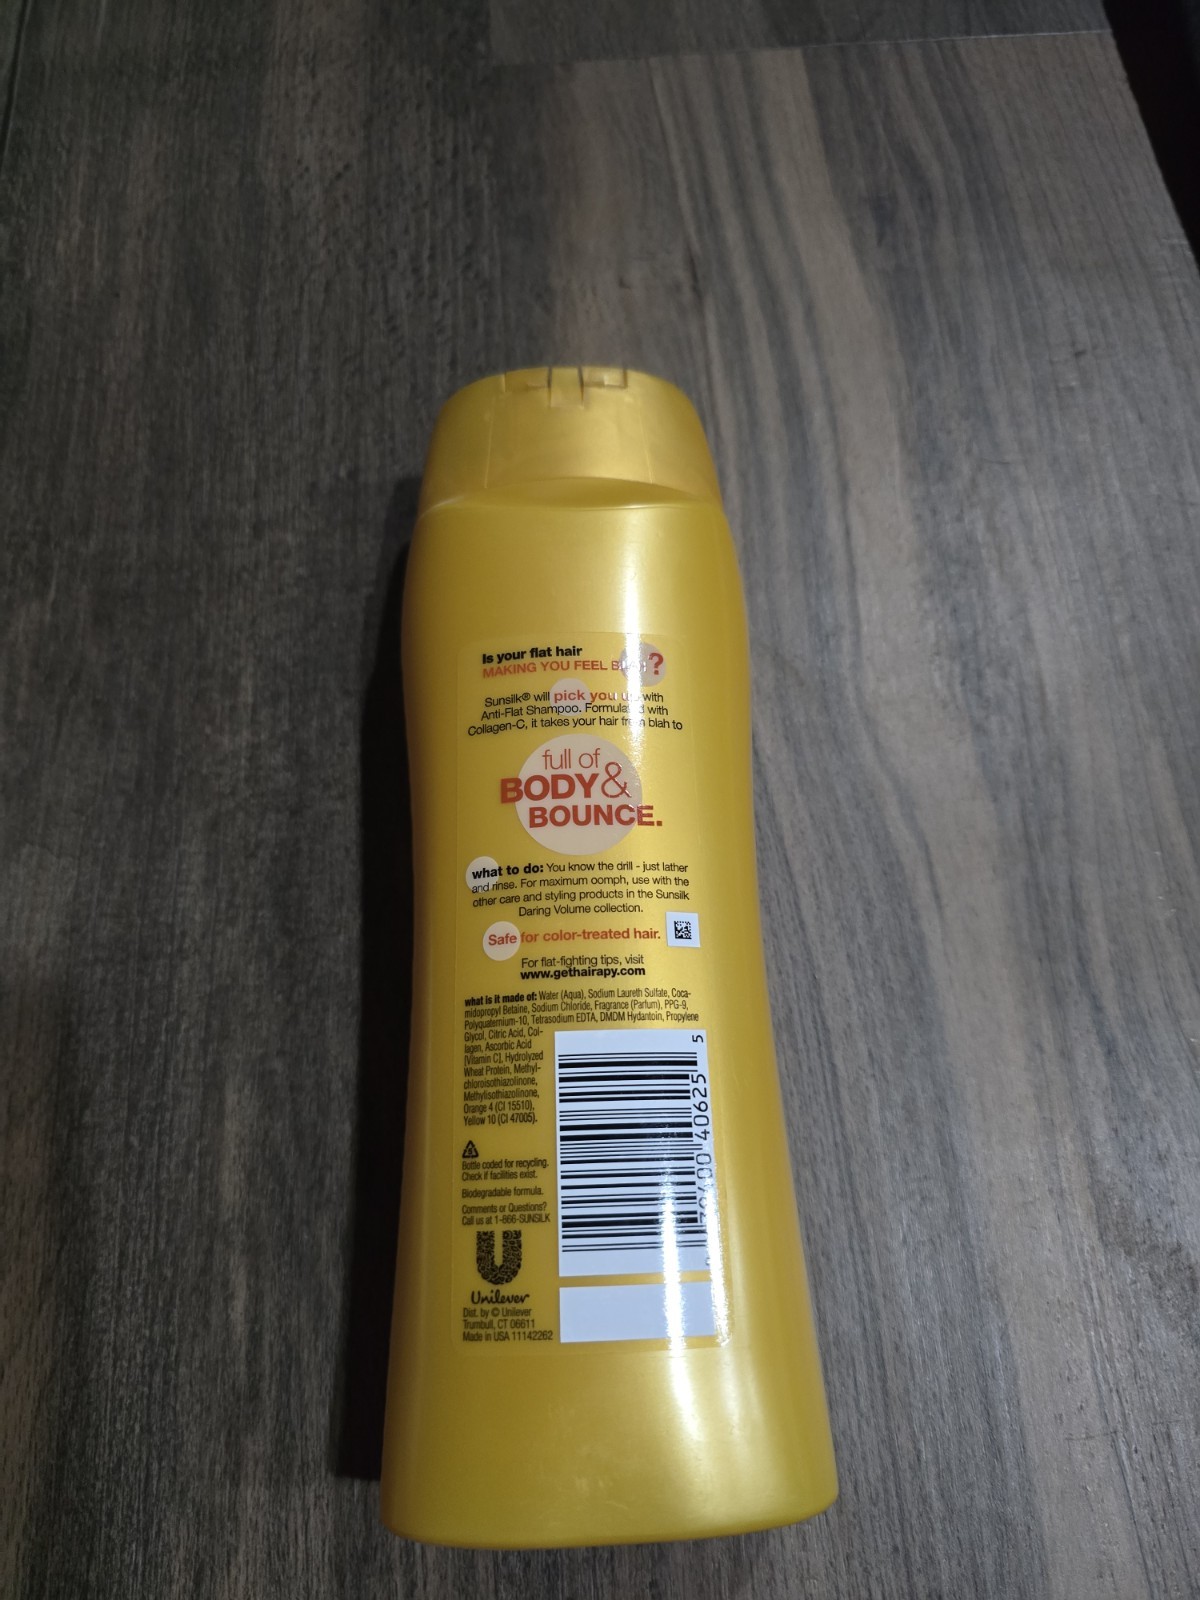 Is your flat hair
MAKING YOU FEEL ?
Sunsilk® will pick you up with
Anti-Flat Shampoo. Formulated with
Collagen-C, it takes your hair from blah to
full of
BODY &
BOUNCE.
what to do: You know the drill - just lather
and rinse. For maximum oomph, use with the
other care and styling products in the Sunsilk
Daring Volume collection.
Safe for color-treated hair.
For flat-fighting tips, visit
www.gethairapy.com
what is it made of: Water (Aqua), Sodium Laureth Sulfate, Coca-
midopropyl Betaine, Sodium Chloride, Fragrance (Parfum), PPG-9,
Polyquaternium-10, Tetrasodium EDTA, DMDM Hydantoin, Propylene
Glycol, Citric Acid, Col-
lagen, Ascorbic Acid
[Vitamin C], Hydrolyzed
Wheat Protein, Methyl-
chloroisothiazolinone,
Methylisothiazolinone,
Orange 4 (CI 15510),
Yellow 10 (CI 47005).
40625 5
Bottle coded for recycling.
Check if facilities exist.
Biodegradable formula.
Comments or Questions?
Call us at 1-866-SUNSILK
Unilever
Dist. by © Unilever
Trumbull, CT 06611
Made in USA 11142262